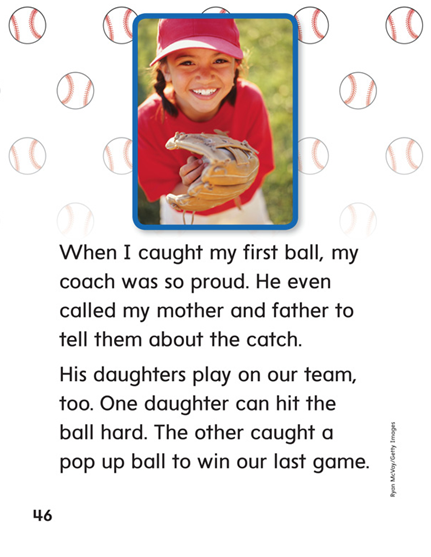 When I caught my first ball, my
coach was so proud. He even
called my mother and father to
tell them about the catch.
His daughters play on our team,
too. One daughter can hit the
ball hard. The other caught a
pop up ball to win our last game.
Ryan McVay/Getty Images
46